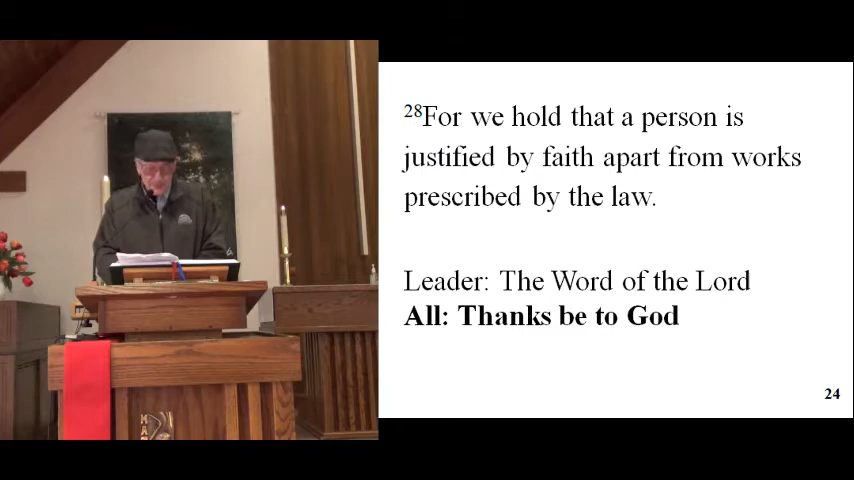 28For we hold that a person is
justified by faith apart from works
prescribed by the law.
Leader: The Word of the Lord
All: Thanks be to God
24